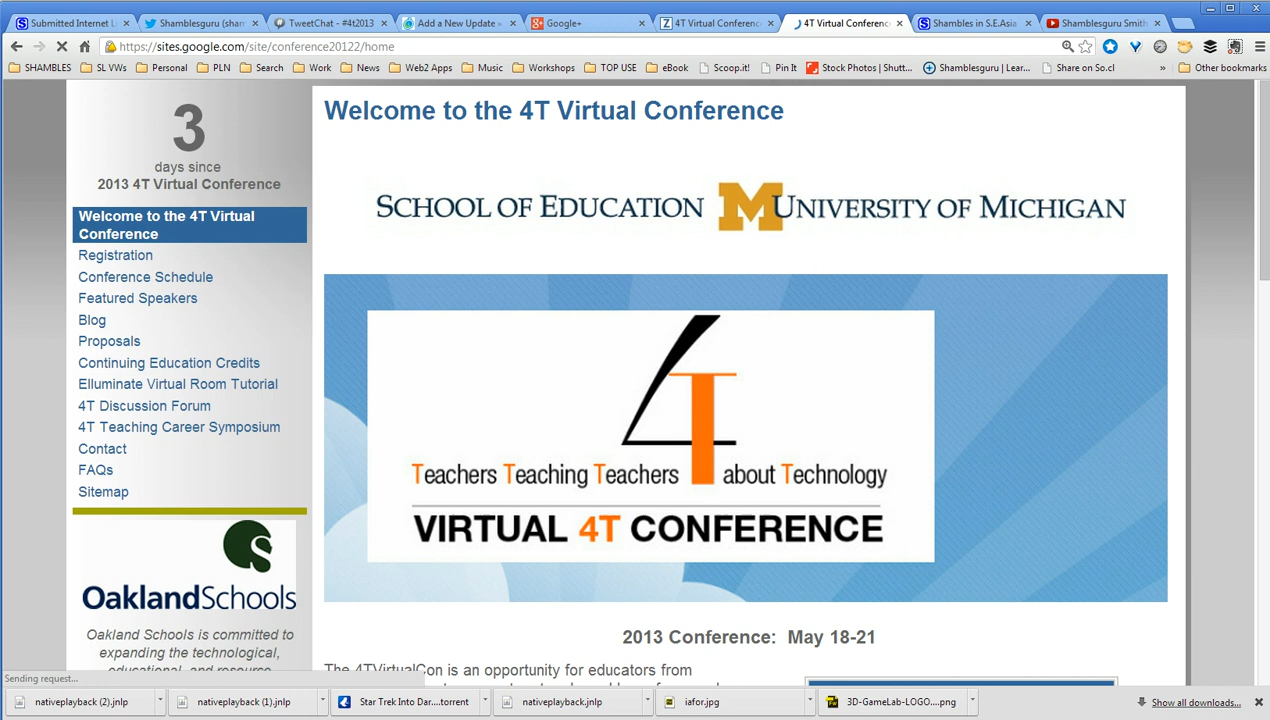 Submitted Internet Li
Shamblesguru (sham
TweetChat - #4t2013
Add a New Update «
Google+
4T Virtual Conferenc
4T Virtual Conferenc
Shambles in S.E.Asia
Shamblesguru Smith
https://sites.google.com/site/conference20122/home
SHAMBLES
SL VWs
Personal
PLN
Search
Work
News
Web2 Apps
Music
Workshops
TOP USE
eBook
Scoop.it!
Pin It
Stock Photos | Shutt...
Shamblesguru | Lear...
Share on So.cl
»
Other bookmarks
3
days since
2013 4T Virtual Conference
Welcome to the 4T Virtual
Conference
Registration
Conference Schedule
Featured Speakers
Blog
Proposals
Continuing Education Credits
Elluminate Virtual Room Tutorial
4T Discussion Forum
4T Teaching Career Symposium
Contact
FAQs
Sitemap
OaklandSchools
Oakland Schools is committed to
expanding the technological,
educational, and resource
Welcome to the 4T Virtual Conference
SCHOOL OF EDUCATION M UNIVERSITY OF MICHIGAN
4T
Teachers Teaching Teachers about Technology
VIRTUAL 4T CONFERENCE
2013 Conference: May 18-21
The 4TVirtualCon is an opportunity for educators from
Sending request...
nativeplayback (2).jnlp
nativeplayback (1).jnlp
Star Trek Into Dar....torrent
nativeplayback.jnlp
iafor.jpg
3D-GameLab-LOGO....png
Show all downloads...